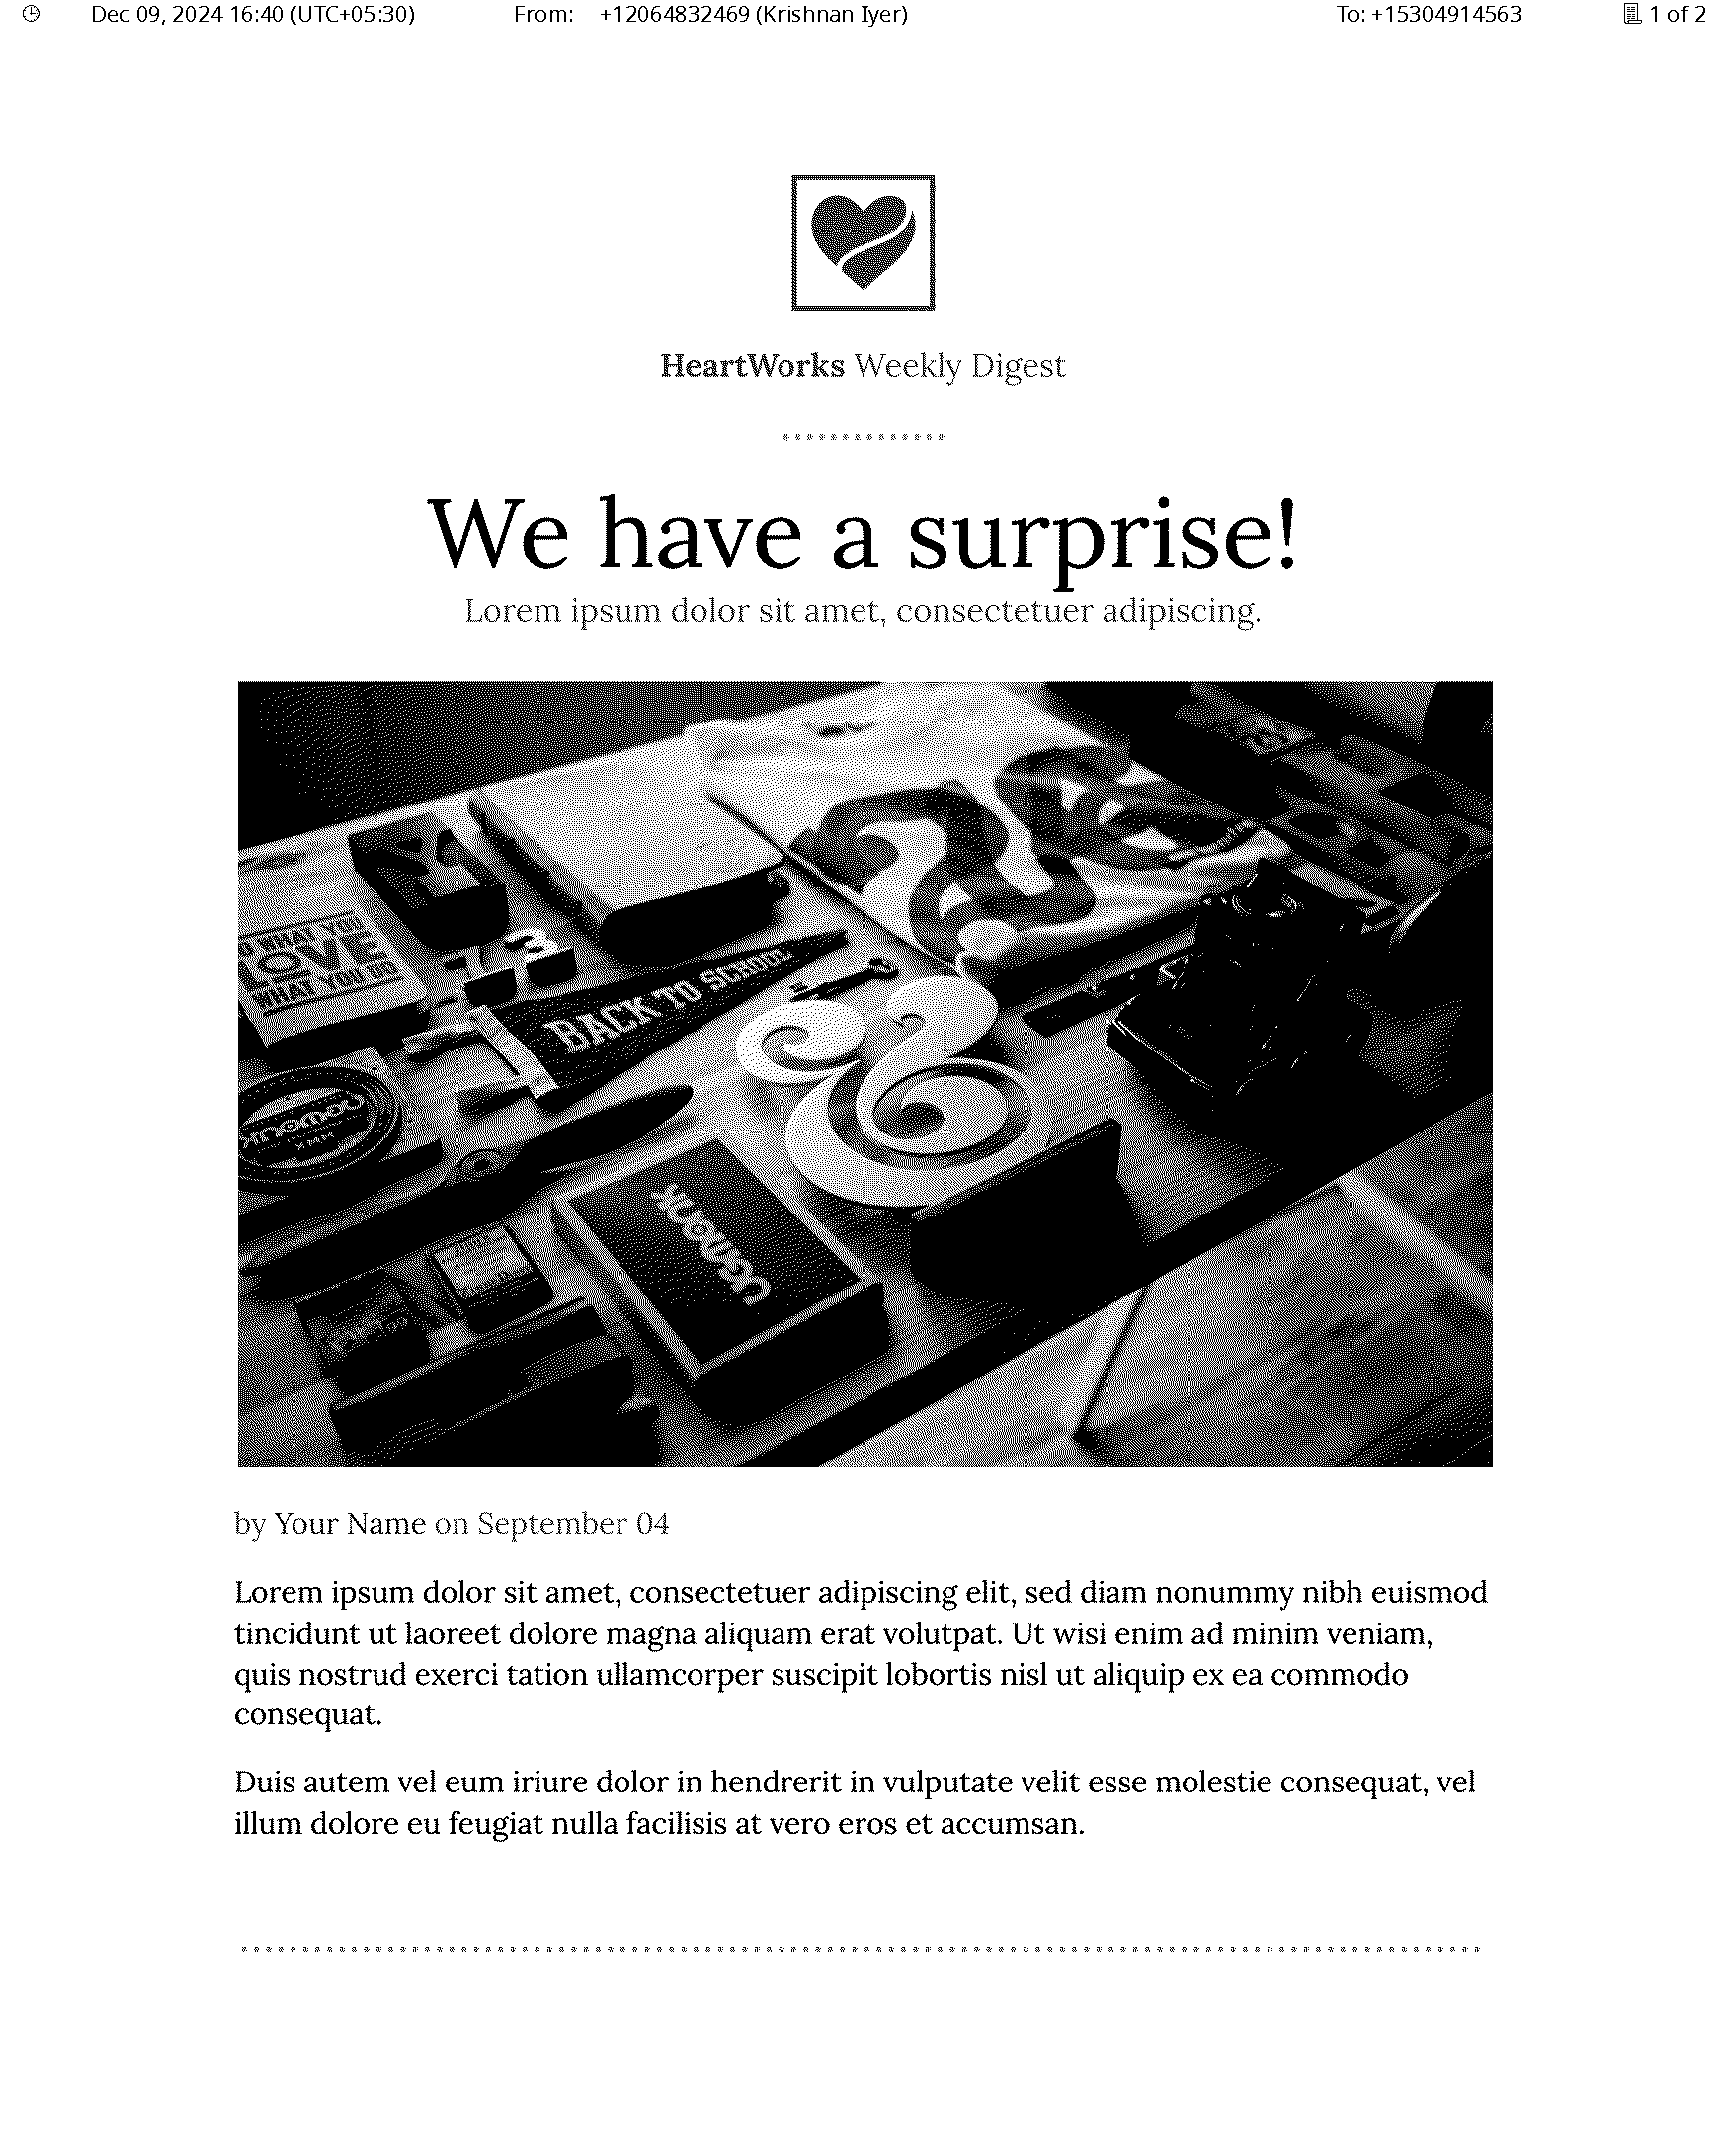 Dec 09, 2024 16:40 (UTC+05:30) From: +12064832469 (Krishnan Iyer) To: +15304914563 1 of 2
HeartWorks Weekly Digest
We have a surprise!
Lorem ipsum dolor sit amet, consectetuer adipiscing.
LOVE
WHAT YOU DO
BACK TO SCHOOL
by Your Name on September 04
Lorem ipsum dolor sit amet, consectetuer adipiscing elit, sed diam nonummy nibh euismod
tincidunt ut laoreet dolore magna aliquam erat volutpat. Ut wisi enim ad minim veniam,
quis nostrud exerci tation ullamcorper suscipit lobortis nisl ut aliquip ex ea commodo
consequat.
Duis autem vel eum iriure dolor in hendrerit in vulputate velit esse molestie consequat, vel
illum dolore eu feugiat nulla facilisis at vero eros et accumsan.